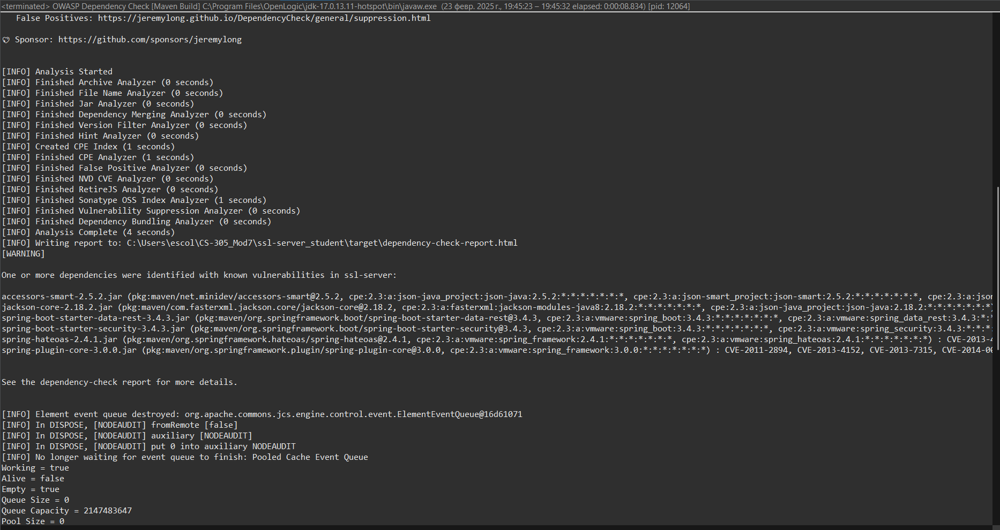 <terminated> OWASP Dependency Check [Maven Build] C:\Program Files\OpenLogic\jdk-17.0.13.11-hotspot\bin\javaw.exe (23 февр. 2025 г., 19:45:23 – 19:45:32 elapsed: 0:00:08.834) [pid: 12064]
False Positives: https://jeremylong.github.io/DependencyCheck/general/suppression.html
Sponsor: https://github.com/sponsors/jeremylong
[INFO] Analysis Started
[INFO] Finished Archive Analyzer (0 seconds)
[INFO] Finished File Name Analyzer (0 seconds)
[INFO] Finished Jar Analyzer (0 seconds)
[INFO] Finished Dependency Merging Analyzer (0 seconds)
[INFO] Finished Version Filter Analyzer (0 seconds)
[INFO] Finished Hint Analyzer (0 seconds)
[INFO] Created CPE Index (1 seconds)
[INFO] Finished CPE Analyzer (1 seconds)
[INFO] Finished False Positive Analyzer (0 seconds)
[INFO] Finished NVD CVE Analyzer (0 seconds)
[INFO] Finished RetireJS Analyzer (0 seconds)
[INFO] Finished Sonatype OSS Index Analyzer (1 seconds)
[INFO] Finished Vulnerability Suppression Analyzer (0 seconds)
[INFO] Finished Dependency Bundling Analyzer (0 seconds)
[INFO] Analysis Complete (4 seconds)
[INFO] Writing report to: C:\Users\escol\CS-305_Mod7\ssl-server_student\target\dependency-check-report.html
[WARNING]
One or more dependencies were identified with known vulnerabilities in ssl-server:
accessors-smart-2.5.2.jar (pkg:maven/net.minidev/accessors-smart@2.5.2, cpe:2.3:a:json-java_project:json-java:2.5.2:*:*:*:*:*:*:*, cpe:2.3:a:json-smart_project:json-smart:2.5.2:*:*:*:*:*:*:*, cpe:2.3:a:json
jackson-core-2.18.2.jar (pkg:maven/com.fasterxml.jackson.core/jackson-core@2.18.2, cpe:2.3:a:fasterxml:jackson-modules-java8:2.18.2:*:*:*:*:*:*:*, cpe:2.3:a:json-java_project:json-java:2.18.2:*:*:*:*:*:*:*)
spring-boot-starter-data-rest-3.4.3.jar (pkg:maven/org.springframework.boot/spring-boot-starter-data-rest@3.4.3, cpe:2.3:a:vmware:spring_boot:3.4.3:*:*:*:*:*:*:*, cpe:2.3:a:vmware:spring_data_rest:3.4.3:*:*
spring-boot-starter-security-3.4.3.jar (pkg:maven/org.springframework.boot/spring-boot-starter-security@3.4.3, cpe:2.3:a:vmware:spring_boot:3.4.3:*:*:*:*:*:*:*, cpe:2.3:a:vmware:spring_security:3.4.3:*:*:*:
spring-hateoas-2.4.1.jar (pkg:maven/org.springframework.hateoas/spring-hateoas@2.4.1, cpe:2.3:a:vmware:spring_framework:2.4.1:*:*:*:*:*:*:*, cpe:2.3:a:vmware:spring_hateoas:2.4.1:*:*:*:*:*:*:*) : CVE-2013-4
spring-plugin-core-3.0.0.jar (pkg:maven/org.springframework.plugin/spring-plugin-core@3.0.0, cpe:2.3:a:vmware:spring_framework:3.0.0:*:*:*:*:*:*:*) : CVE-2011-2894, CVE-2013-4152, CVE-2013-7315, CVE-2014-00
See the dependency-check report for more details.
[INFO] Element event queue destroyed: org.apache.commons.jcs.engine.control.event.ElementEventQueue@16d61071
[INFO] In DISPOSE, [NODEAUDIT] fromRemote [false]
[INFO] In DISPOSE, [NODEAUDIT] auxiliary [NODEAUDIT]
[INFO] In DISPOSE, [NODEAUDIT] put 0 into auxiliary NODEAUDIT
[INFO] No longer waiting for event queue to finish: Pooled Cache Event Queue
Working = true
Alive = false
Empty = true
Queue Size = 0
Queue Capacity = 2147483647
Pool Size = 0